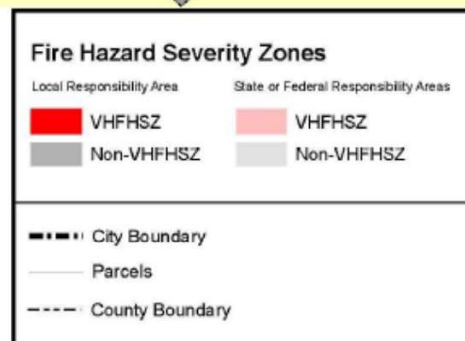 Fire Hazard Severity Zones
Local Responsibility Area
State or Federal Responsibility Areas
VHFHSZ
VHFHSZ
Non-VHFHSZ
Non-VHFHSZ
City Boundary
Parcels
County Boundary